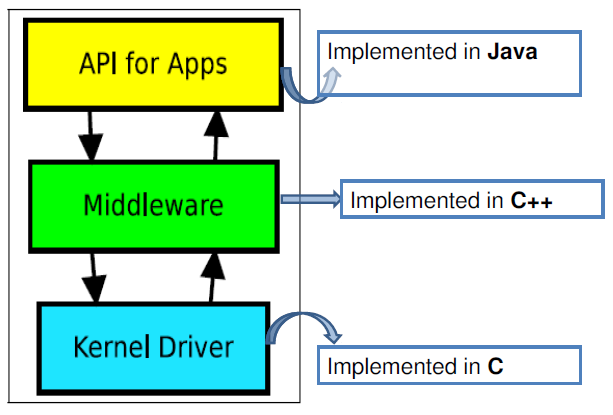 API for Apps
Implemented in Java
Middleware
Implemented in C++
Kernel Driver
Implemented in C